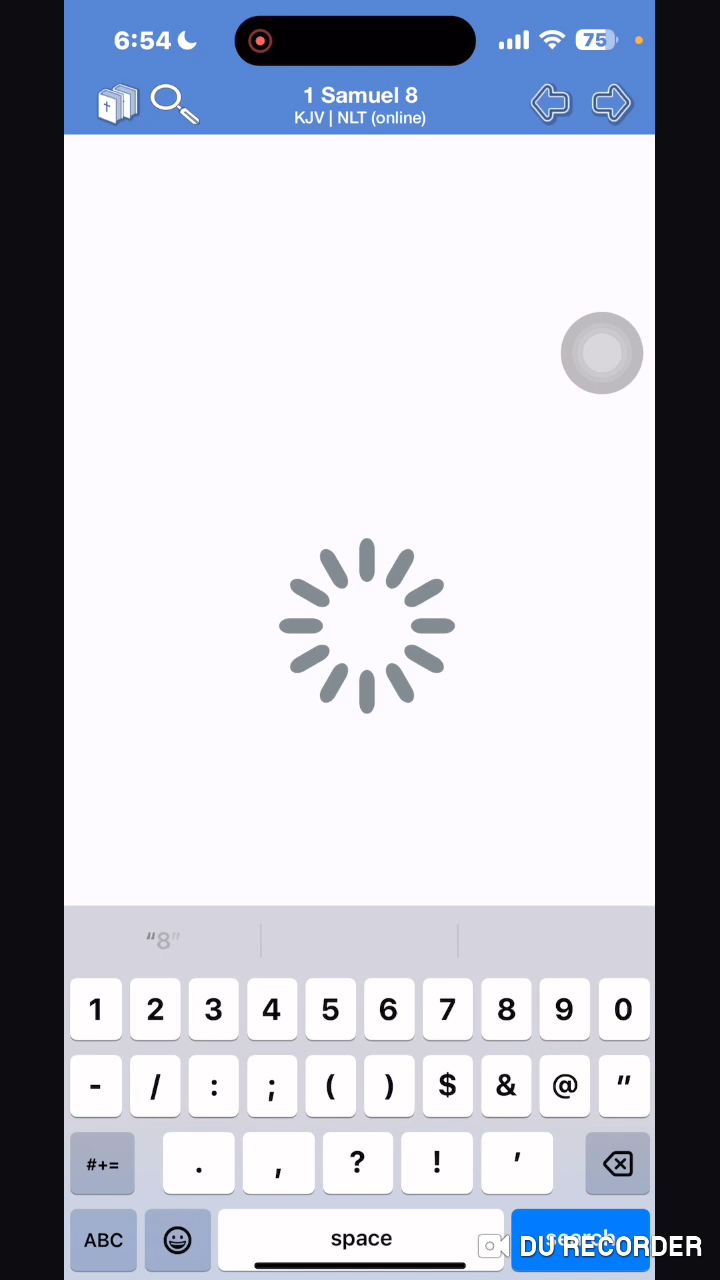 6:54
75
1 Samuel 8
KJV | NLT (online)
“8”
1 2 3 4 5 6 7 8 9 0
- / : ; ( ) $ & @ "
#+= . , ? ! ’
ABC space search
DU RECORDER